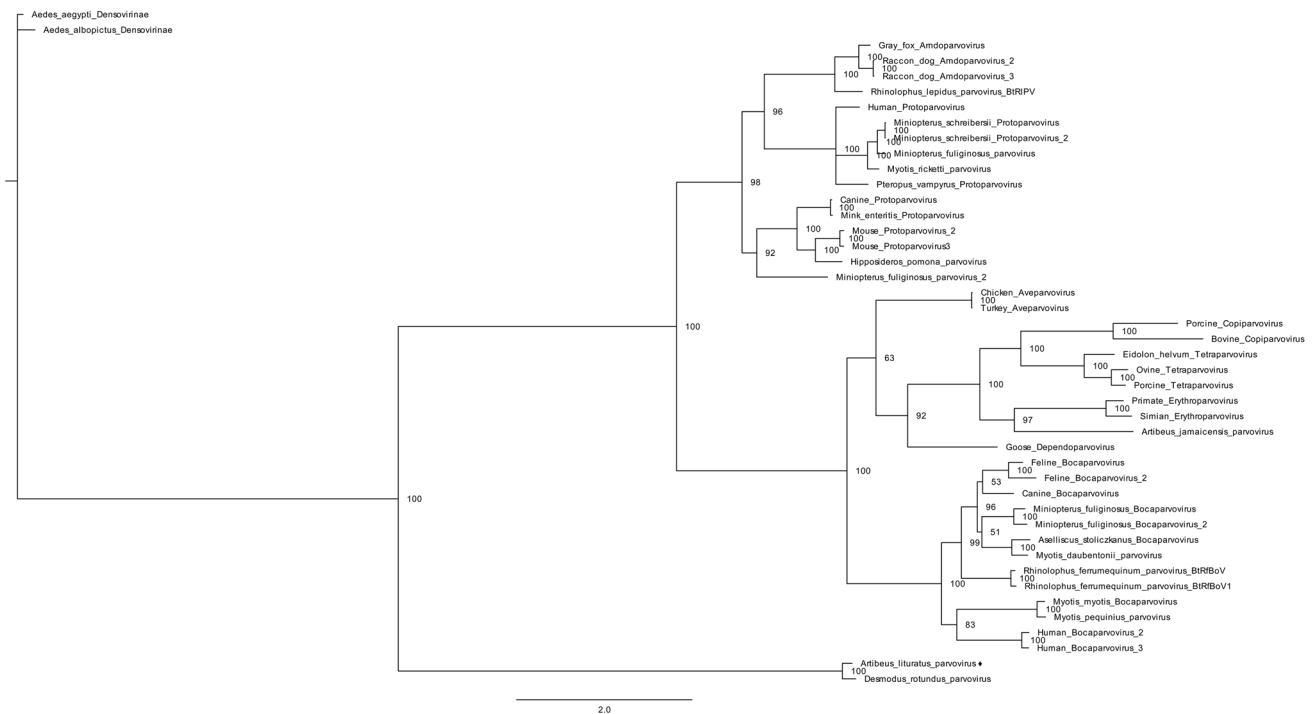 Aedes_aegypti_Densovirinae
Aedes_albopictus_Densovirinae
Gray_fox_Amdoparvovirus
100
Raccon_dog_Amdoparvovirus_2
100
Raccon_dog_Amdoparvovirus_3
100
Rhinolophus_lepidus_parvovirus_BtRlPV
96
Human_Protoparvovirus
Miniopterus_schreibersii_Protoparvovirus
100
Miniopterus_schreibersii_Protoparvovirus_2
100
100
Miniopterus_fuliginosus_parvovirus
100
Myotis_ricketti_parvovirus
98
Pteropus_vampyrus_Protoparvovirus
Canine_Protoparvovirus
100
Mink_enteritis_Protoparvovirus
100
Mouse_Protoparvovirus_2
100
Mouse_Protoparvovirus3
100
92
Hipposideros_pomona_parvovirus
Miniopterus_fuliginosus_parvovirus_2
Chicken_Aveparvovirus
100
Turkey_Aveparvovirus
100
Porcine_Copiparvovirus
100
Bovine_Copiparvovirus
100
Eidolon_helvum_Tetraparvovirus
63
100
Ovine_Tetraparvovirus
100
Porcine_Tetraparvovirus
100
Primate_Erythroparvovirus
100
Simian_Erythroparvovirus
92
97
Artibeus_jamaicensis_parvovirus
Goose_Dependoparvovirus
Feline_Bocaparvovirus
100
100
Feline_Bocaparvovirus_2
53
Canine_Bocaparvovirus
100
96
Miniopterus_fuliginosus_Bocaparvovirus
100
Miniopterus_fuliginosus_Bocaparvovirus_2
51
Aselliscus_stoliczkanus_Bocaparvovirus
99
100
Myotis_daubentonii_parvovirus
Rhinolophus_ferrumequinum_parvovirus_BtRfBoV
100
100
Rhinolophus_ferrumequinum_parvovirus_BtRfBoV1
Myotis_myotis_Bocaparvovirus
100
Myotis_pequinius_parvovirus
83
Human_Bocaparvovirus_2
100
Human_Bocaparvovirus_3
Artibeus_lituratus_parvovirus♦
100
Desmodus_rotundus_parvovirus
2.0